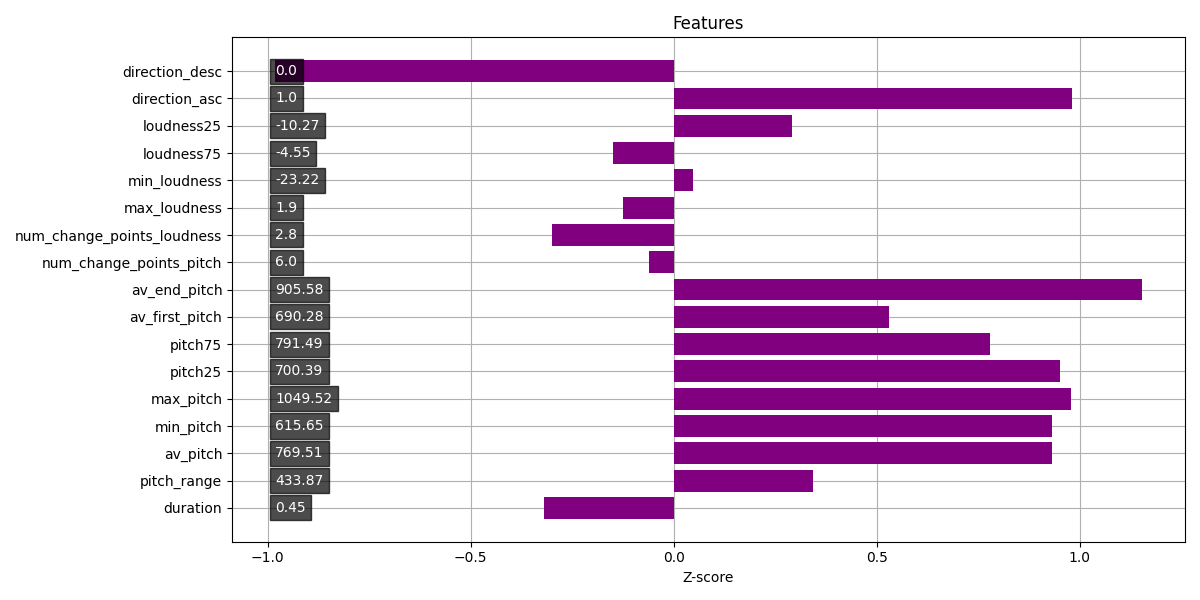 Features
direction_desc 0.0
direction_asc 1.0
loudness25 -10.27
loudness75 -4.55
min_loudness -23.22
max_loudness 1.9
num_change_points_loudness 2.8
num_change_points_pitch 6.0
av_end_pitch 905.58
av_first_pitch 690.28
pitch75 791.49
pitch25 700.39
max_pitch 1049.52
min_pitch 615.65
av_pitch 769.51
pitch_range 433.87
duration 0.45
−1.0 −0.5 0.0 0.5 1.0
Z-score